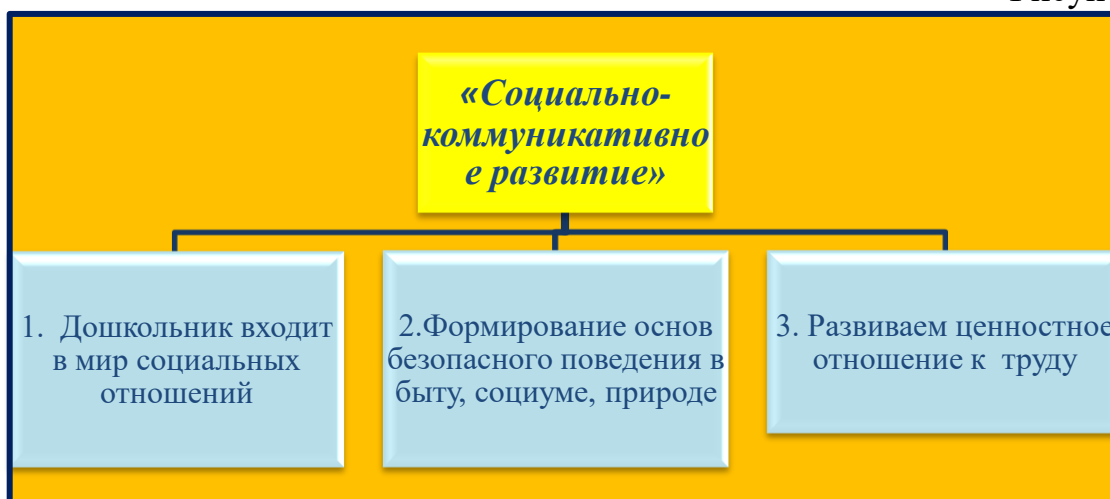 «Социально-
коммуникативно
е развитие»
1.  Дошкольник входит
в мир социальных
отношений
2.Формирование основ
безопасного поведения в
быту, социуме, природе
3. Развиваем ценностное
отношение к  труду